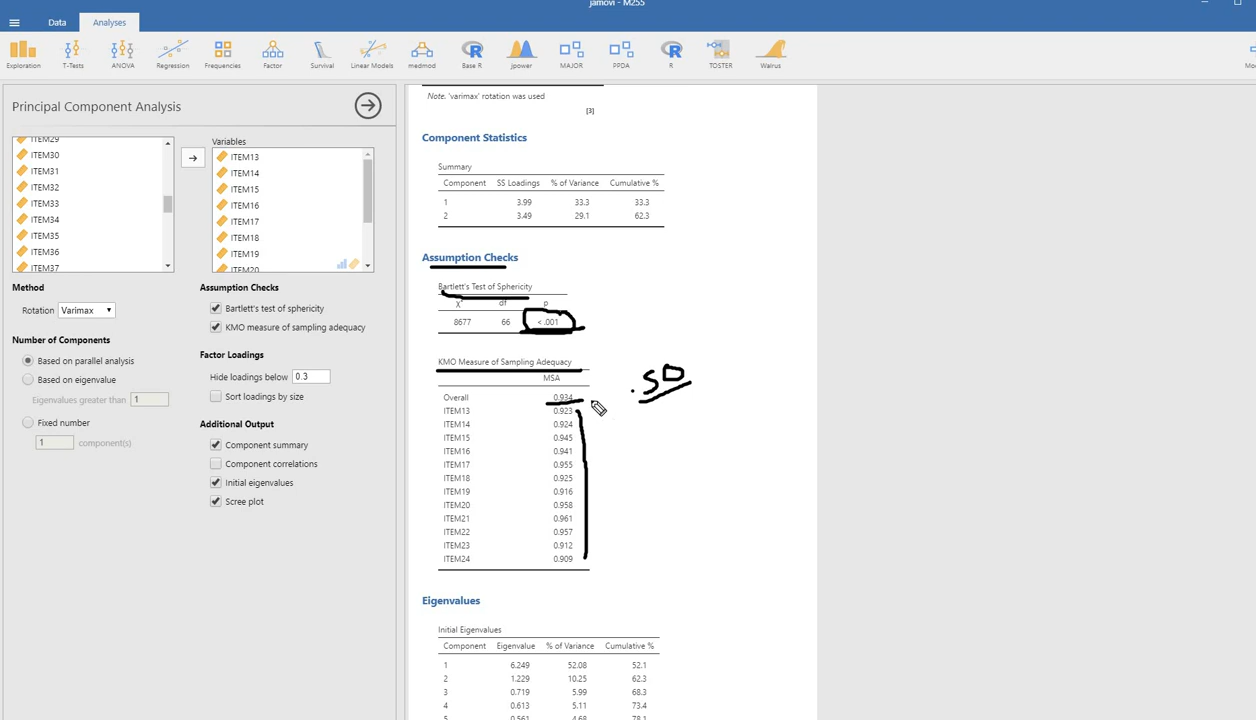 jamovi - M255
Data Analyses
Exploration T-Tests ANOVA Regression Frequencies Factor Survival Linear Models medmod Base R jpower MAJOR PPDA R TOSTER Walrus
Principal Component Analysis
ITEM29
ITEM30
ITEM31
ITEM32
ITEM33
ITEM34
ITEM35
ITEM36
ITEM37
Variables
ITEM13
ITEM14
ITEM15
ITEM16
ITEM17
ITEM18
ITEM19
ITEM20
Method
Rotation Varimax
Number of Components
Based on parallel analysis
Based on eigenvalue
Eigenvalues greater than 1
Fixed number
1 component(s)
Assumption Checks
Bartlett's test of sphericity
KMO measure of sampling adequacy
Factor Loadings
Hide loadings below 0.3
Sort loadings by size
Additional Output
Component summary
Component correlations
Initial eigenvalues
Scree plot
Note. 'varimax' rotation was used
[3]
Component Statistics
Summary
Component SS Loadings % of Variance Cumulative %
1 3.99 33.3 33.3
2 3.49 29.1 62.3
Assumption Checks
Bartlett's Test of Sphericity
χ² df p
8677 66 < .001
KMO Measure of Sampling Adequacy
MSA
Overall 0.934
ITEM13 0.923
ITEM14 0.924
ITEM15 0.945
ITEM16 0.941
ITEM17 0.955
ITEM18 0.925
ITEM19 0.916
ITEM20 0.958
ITEM21 0.961
ITEM22 0.957
ITEM23 0.912
ITEM24 0.909
.50
Eigenvalues
Initial Eigenvalues
Component Eigenvalue % of Variance Cumulative %
1 6.249 52.08 52.1
2 1.229 10.25 62.3
3 0.719 5.99 68.3
4 0.613 5.11 73.4
5 0.561 4.68 78.1